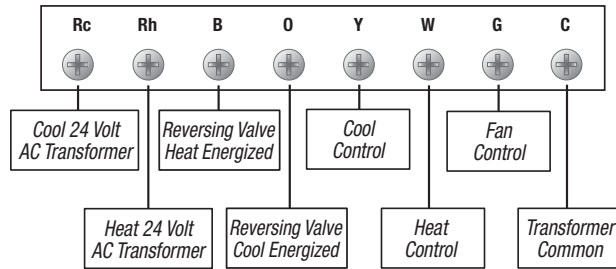 Rc Rh B O Y W G C
Cool 24 Volt
AC Transformer
Reversing Valve
Heat Energized
Cool
Control
Fan
Control
Heat 24 Volt
AC Transformer
Reversing Valve
Cool Energized
Heat
Control
Transformer
Common